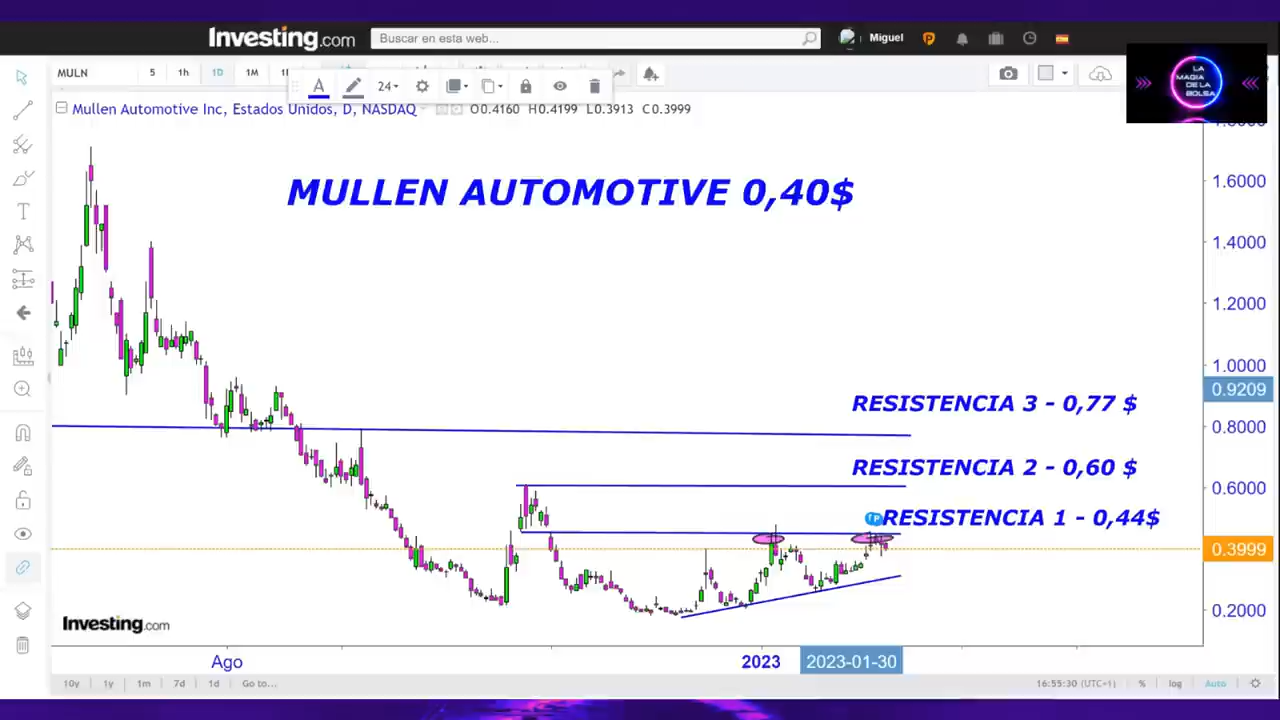 Investing.com
Buscar en esta web...
Miguel
LA
MAGIA
DE LA
BOLSA
MULN
5
1h
1D
1M
A
24
Mullen Automotive Inc, Estados Unidos, D, NASDAQ
O0.4160 H0.4199 L0.3913 C0.3999
MULLEN AUTOMOTIVE 0,40$
1.6000
1.4000
1.2000
1.0000
0.9209
RESISTENCIA 3 - 0,77 $
0.8000
RESISTENCIA 2 - 0,60 $
0.6000
RESISTENCIA 1 - 0,44$
0.3999
0.2000
Investing.com
Ago
2023
2023-01-30
10y
1y
1m
7d
1d
Go to...
16:55:30 (UTC+1)
%
log
Auto